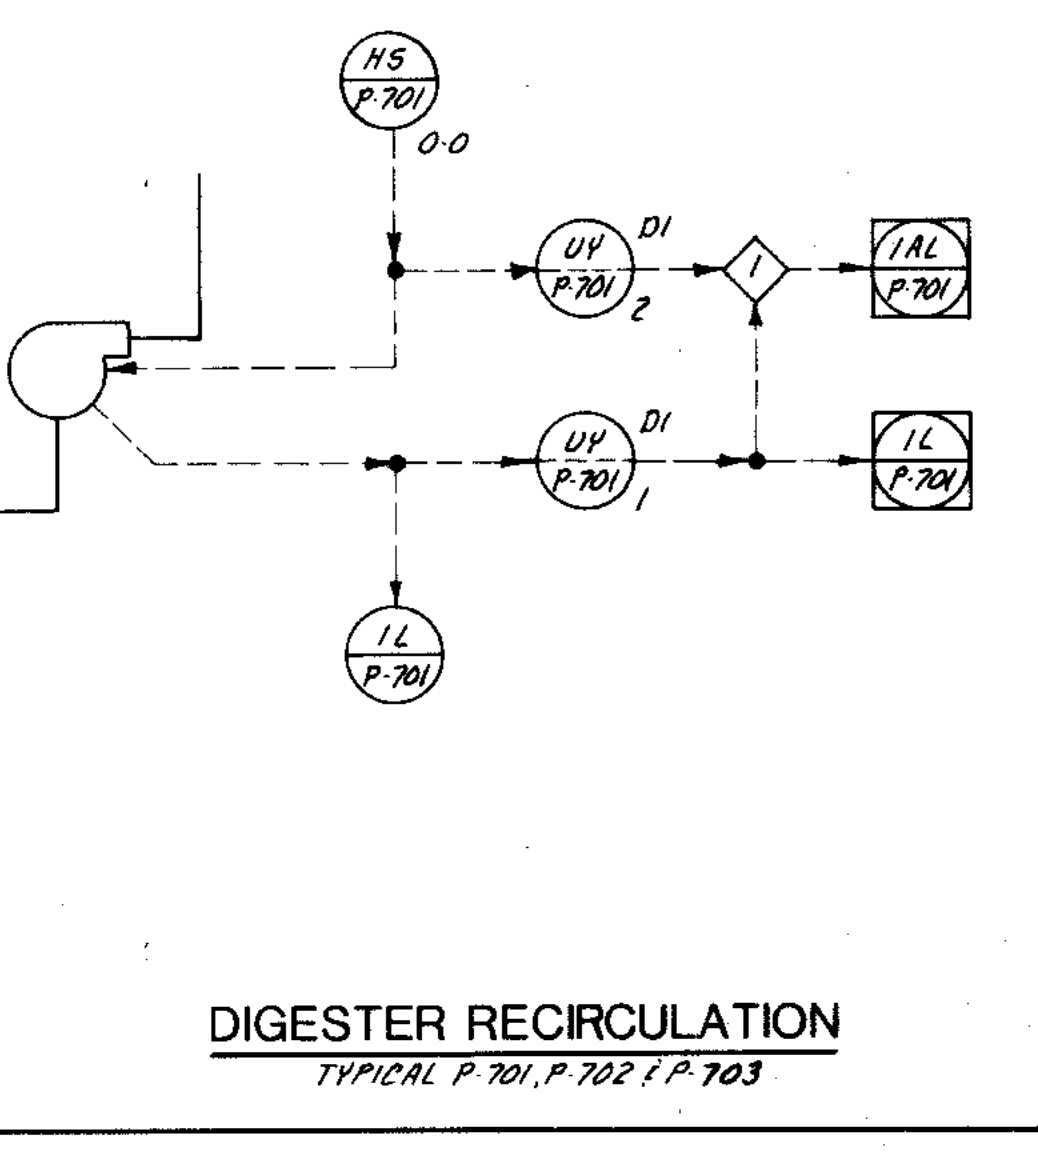 HS
P-701
O-O
UY
P-701
DI
2
1
IAL
P-701
UY
P-701
DI
1
IL
P-701
IL
P-701
DIGESTER RECIRCULATION
TYPICAL P-701, P-702 & P-703